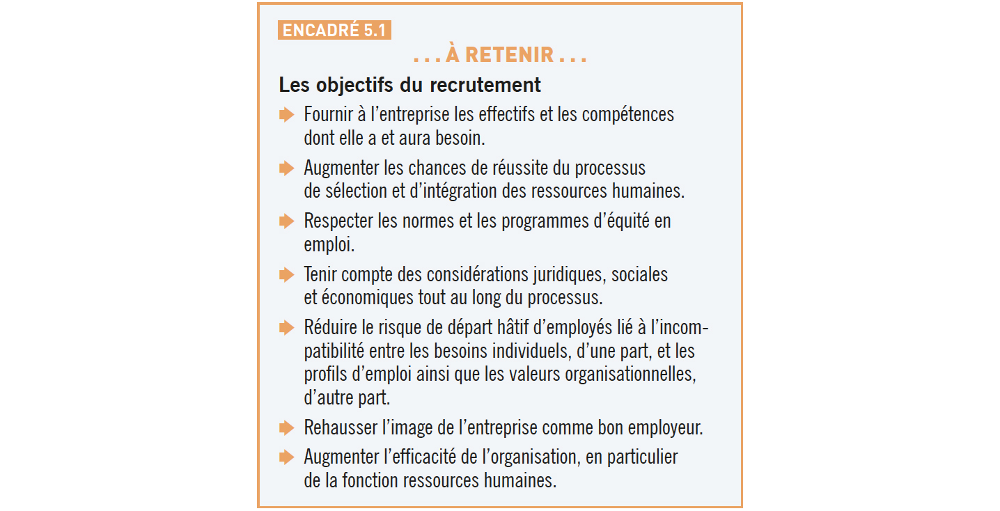 ENCADRÉ 5.1
...À RETENIR...
Les objectifs du recrutement
Fournir à l’entreprise les effectifs et les compétences
dont elle a et aura besoin.
Augmenter les chances de réussite du processus
de sélection et d’intégration des ressources humaines.
Respecter les normes et les programmes d’équité en
emploi.
Tenir compte des considérations juridiques, sociales
et économiques tout au long du processus.
Réduire le risque de départ hâtif d’employés lié à l’incom-
patibilité entre les besoins individuels, d’une part, et les
profils d’emploi ainsi que les valeurs organisationnelles,
d’autre part.
Rehausser l’image de l’entreprise comme bon employeur.
Augmenter l’efficacité de l’organisation, en particulier
de la fonction ressources humaines.